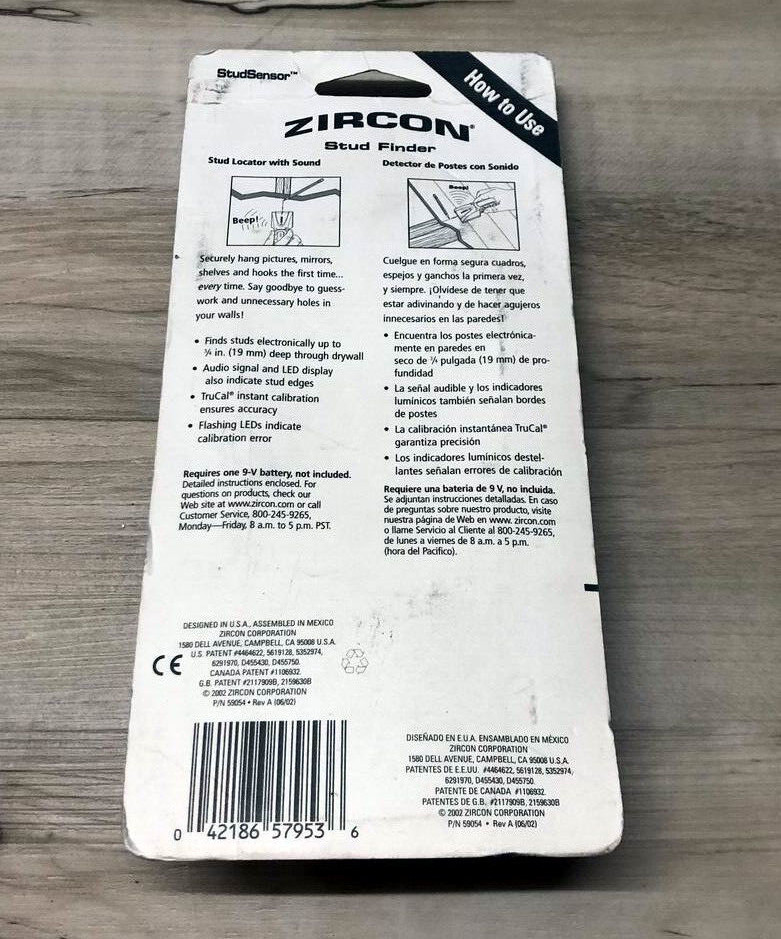 StudSensor™
How to Use
ZIRCON®
Stud Finder
Stud Locator with Sound
Beep!
Securely hang pictures, mirrors,
shelves and hooks the first time...
every time. Say goodbye to guess-
work and unnecessary holes in
your walls!
• Finds studs electronically up to
¾ in. (19 mm) deep through drywall
• Audio signal and LED display
also indicate stud edges
• TruCal® instant calibration
ensures accuracy
• Flashing LEDs indicate
calibration error
Requires one 9-V battery, not included.
Detailed instructions enclosed. For
questions on products, check our
Web site at www.zircon.com or call
Customer Service, 800-245-9265,
Monday—Friday, 8 a.m. to 5 p.m. PST.
Detector de Postes con Sonido
Beep!
Cuelgue en forma segura cuadros,
espejos y ganchos la primera vez,
y siempre. ¡Olvídese de tener que
estar adivinando y de hacer agujeros
innecesarios en las paredes!
• Encuentra los postes electrónica-
mente en paredes en
seco de ¾ pulgada (19 mm) de pro-
fundidad
• La señal audible y los indicadores
lumínicos también señalan bordes
de postes
• La calibración instantánea TruCal®
garantiza precisión
• Los indicadores lumínicos destel-
lantes señalan errores de calibración
Requiere una bateria de 9 V, no incluida.
Se adjuntan instrucciones detalladas. En caso
de preguntas sobre nuestro producto, visite
nuestra página de Web en www. zircon.com
o llame Servicio al Cliente al 800-245-9265,
de lunes a viernes de 8 a.m. a 5 p.m.
(hora del Pacifico).
DESIGNED IN U.S.A., ASSEMBLED IN MEXICO
ZIRCON CORPORATION
1580 DELL AVENUE, CAMPBELL, CA 95008 U.S.A.
U.S. PATENT #4464622, 5619128, 5352974,
6291970, D455430, D455750.
CANADA PATENT #1106932.
G.B. PATENT #2117909B, 2159630B
© 2002 ZIRCON CORPORATION
P/N 59054 • Rev A (06/02)
CE
0 42186 57953 6
DISEÑADO EN E.U.A. ENSAMBLADO EN MÉXICO
ZIRCON CORPORATION
1580 DELL AVENUE, CAMPBELL, CA 95008 U.S.A.
PATENTES DE E.E.UU. #4464622, 5619128, 5352974,
6291970, D455430, D455750.
PATENTE DE CANADA #1106932.
PATENTES DE G.B. #2117909B, 2159630B
© 2002 ZIRCON CORPORATION
P/N 59054 • Rev A (06/02)